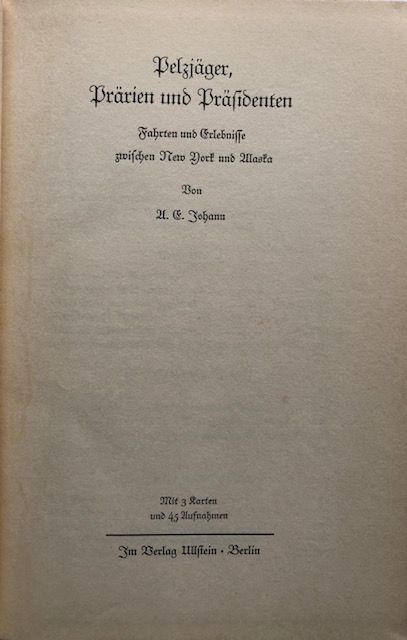 Pelzjäger,
Prärien und Präsidenten
Fahrten und Erlebnisse
zwischen New York und Alaska
Von
A. E. Johann
Mit 3 Karten
und 45 Aufnahmen
Im Verlag Ullstein · Berlin